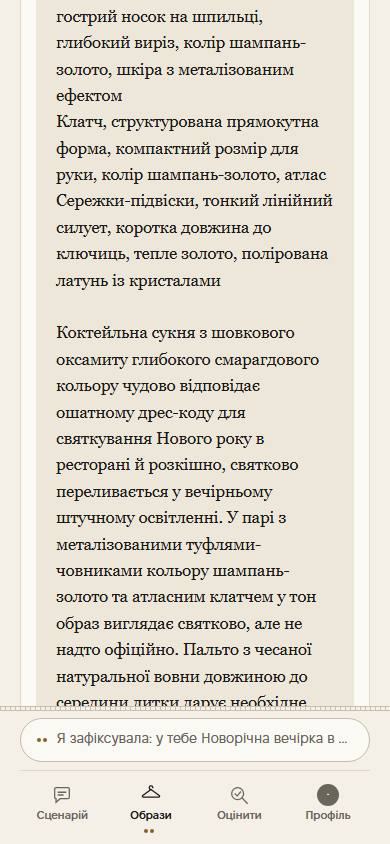 гострий носок на шпильці,
глибокий виріз, колір шампань-
золото, шкіра з металізованим
ефектом
Клатч, структурована прямокутна
форма, компактний розмір для
руки, колір шампань-золото, атлас
Сережки-підвіски, тонкий лінійний
силует, коротка довжина до
ключиць, тепле золото, полірована
латунь із кристалами
Коктейльна сукня з шовкового
оксамиту глибокого смарагдового
кольору чудово відповідає
ошатному дрес-коду для
святкування Нового року в
ресторані й розкішно, святково
переливається у вечірньому
штучному освітленні. У парі з
металізованими туфлями-
човниками кольору шампань-
золото та атласним клатчем у тон
образ виглядає святково, але не
надто офіційно. Пальто з чесаної
натуральної вовни довжиною до
середини литки дарує необхідне
Я зафіксувала: у тебе Новорічна вечірка в ...
Сценарій
Образи
Оцінити
Профіль